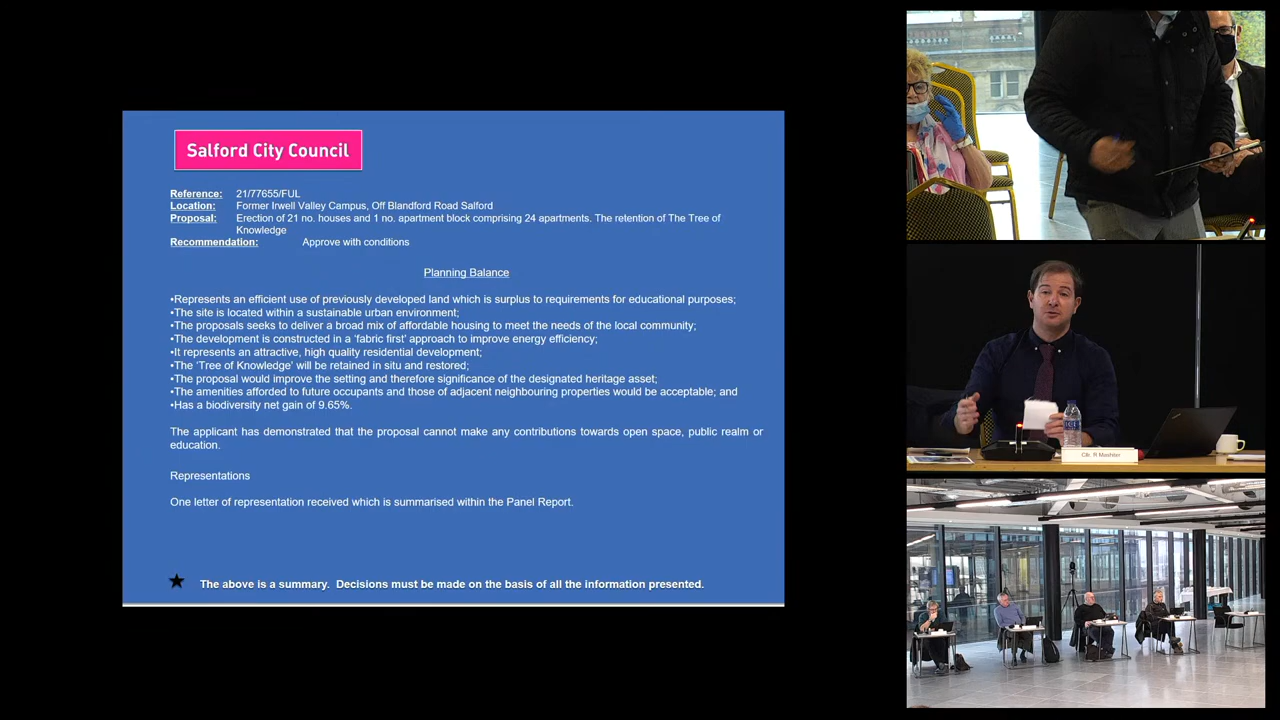 Salford City Council
Reference: 21/77655/FUL
Location: Former Irwell Valley Campus, Off Blandford Road Salford
Proposal: Erection of 21 no. houses and 1 no. apartment block comprising 24 apartments. The retention of The Tree of
Knowledge
Recommendation: Approve with conditions
Planning Balance
•Represents an efficient use of previously developed land which is surplus to requirements for educational purposes;
•The site is located within a sustainable urban environment;
•The proposals seeks to deliver a broad mix of affordable housing to meet the needs of the local community;
•The development is constructed in a 'fabric first' approach to improve energy efficiency;
•It represents an attractive, high quality residential development;
•The 'Tree of Knowledge' will be retained in situ and restored;
•The proposal would improve the setting and therefore significance of the designated heritage asset;
•The amenities afforded to future occupants and those of adjacent neighbouring properties would be acceptable; and
•Has a biodiversity net gain of 9.65%.
The applicant has demonstrated that the proposal cannot make any contributions towards open space, public realm or
education.
Representations
One letter of representation received which is summarised within the Panel Report.
★ The above is a summary. Decisions must be made on the basis of all the information presented.
Cllr. R Mashiter